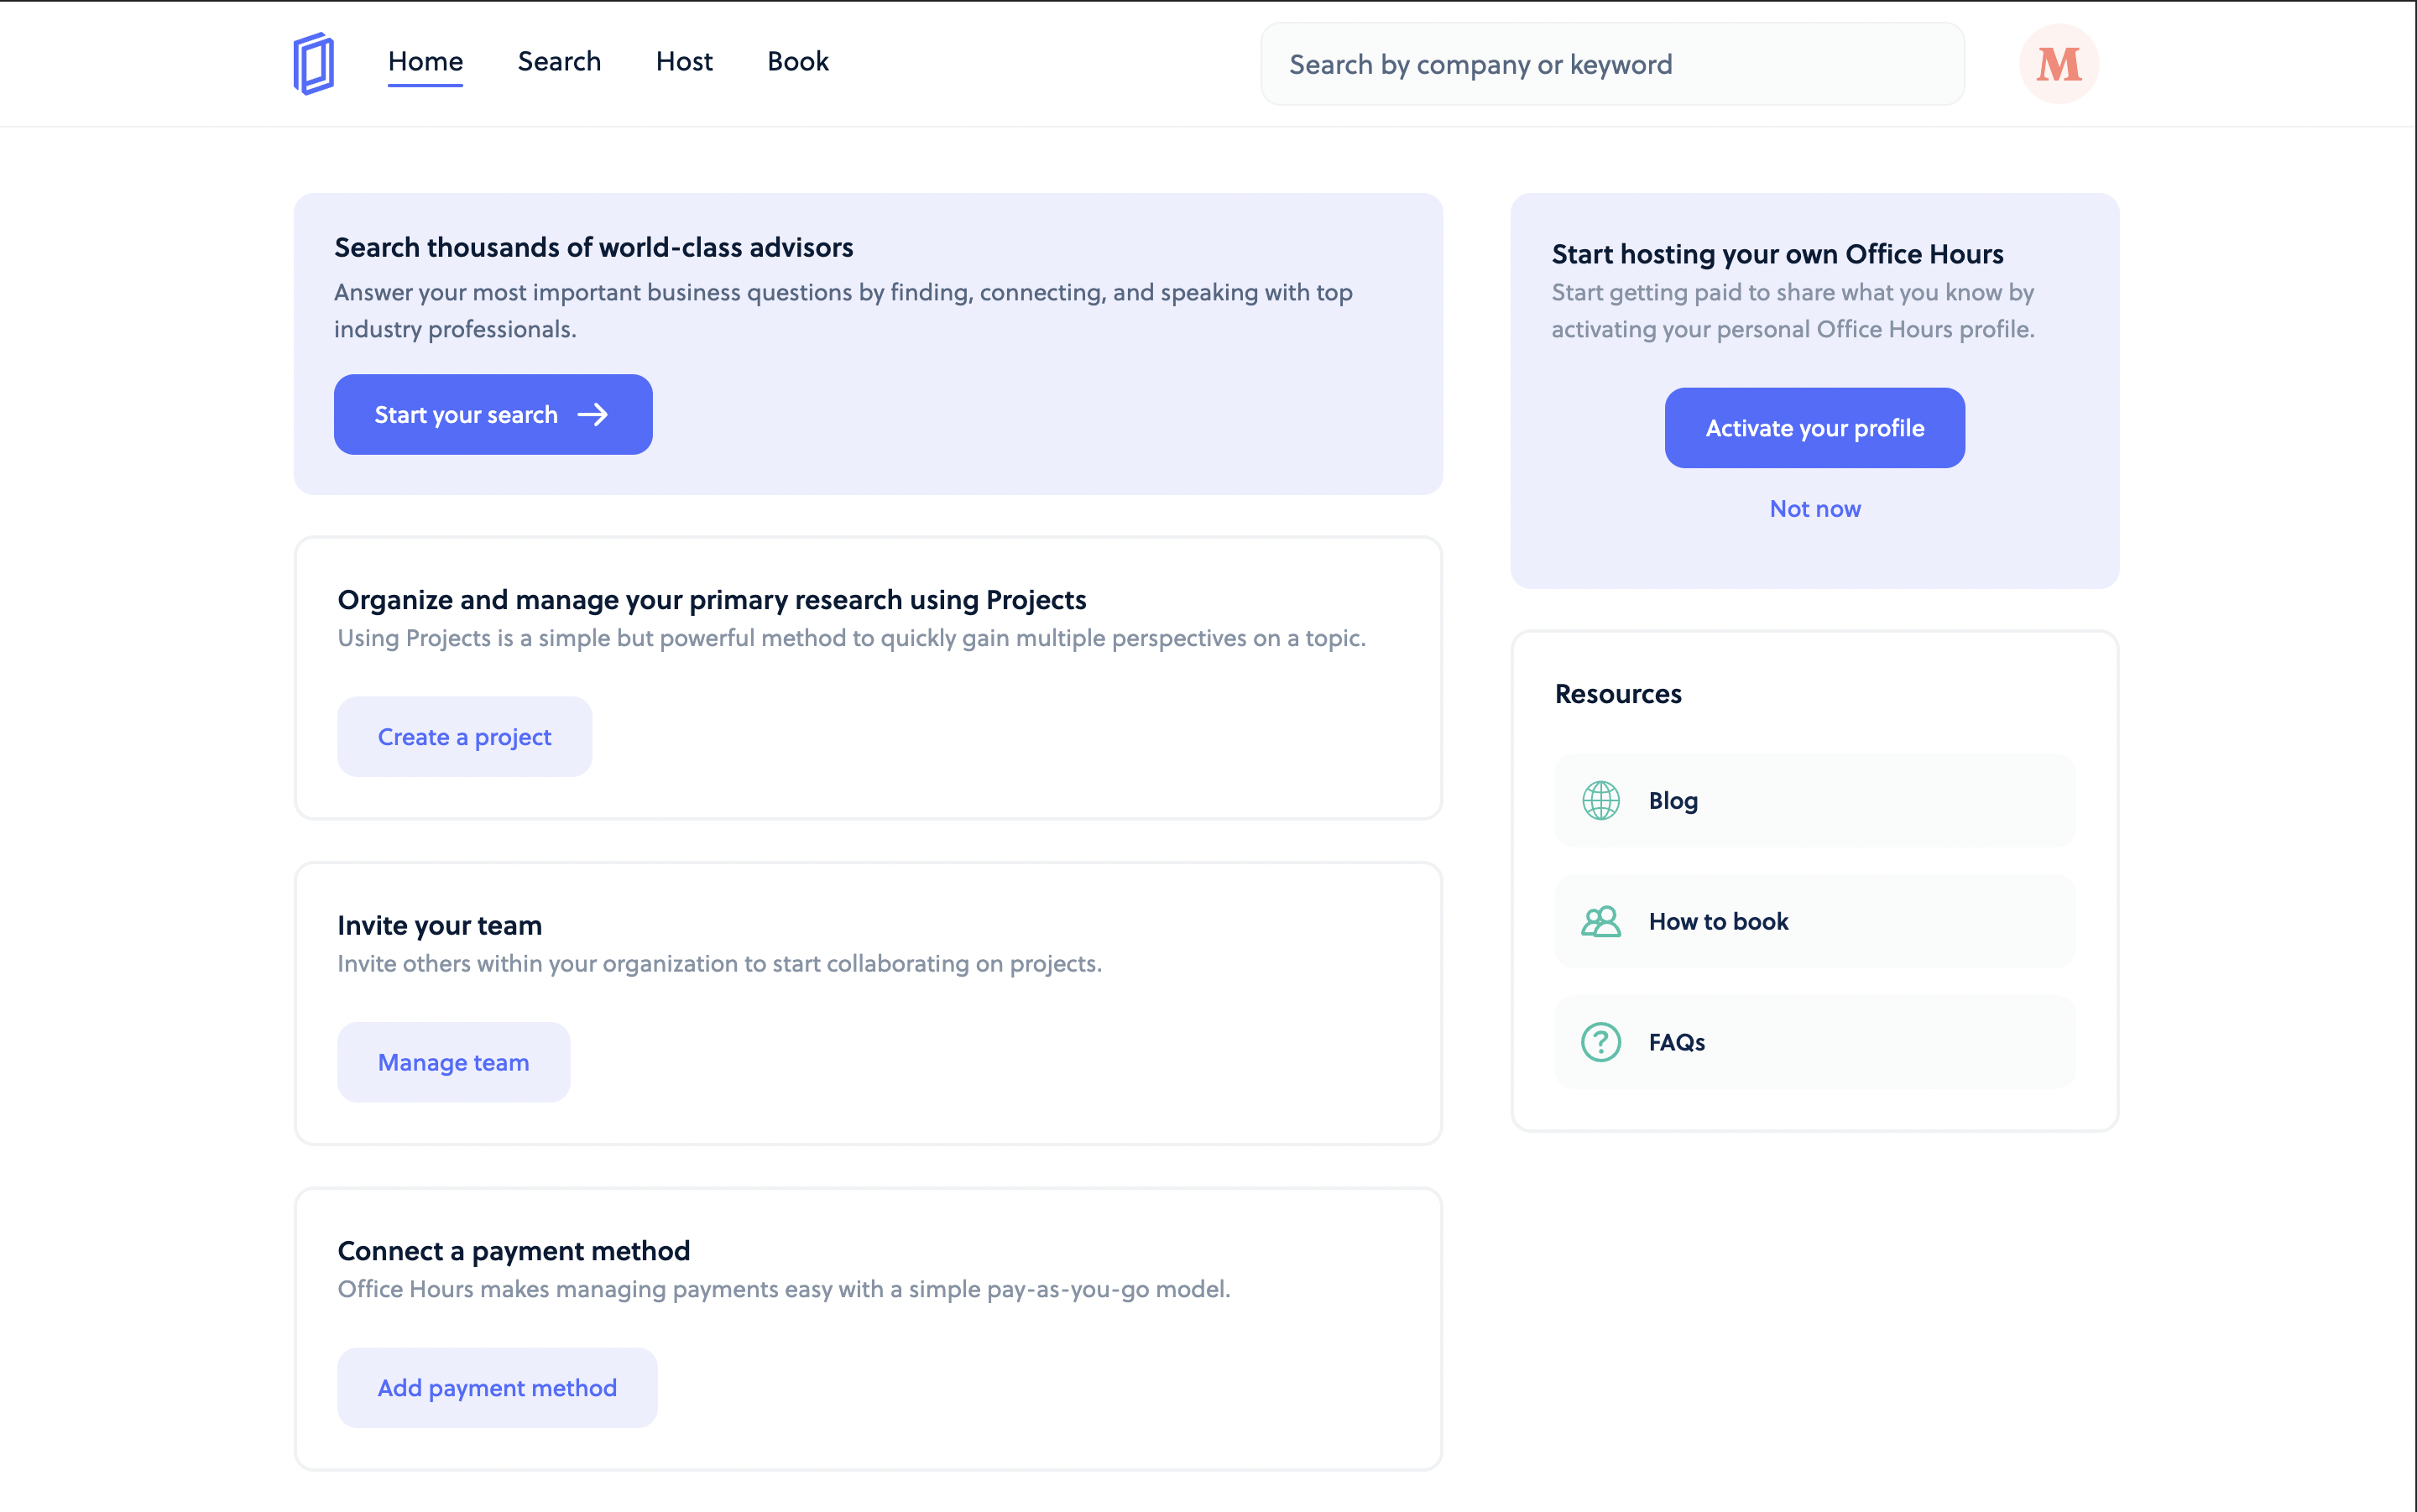 Home
Search
Host
Book
Search by company or keyword
M
Search thousands of world-class advisors
Answer your most important business questions by finding, connecting, and speaking with top
industry professionals.
Start your search
Organize and manage your primary research using Projects
Using Projects is a simple but powerful method to quickly gain multiple perspectives on a topic.
Create a project
Invite your team
Invite others within your organization to start collaborating on projects.
Manage team
Connect a payment method
Office Hours makes managing payments easy with a simple pay-as-you-go model.
Add payment method
Start hosting your own Office Hours
Start getting paid to share what you know by
activating your personal Office Hours profile.
Activate your profile
Not now
Resources
Blog
How to book
FAQs